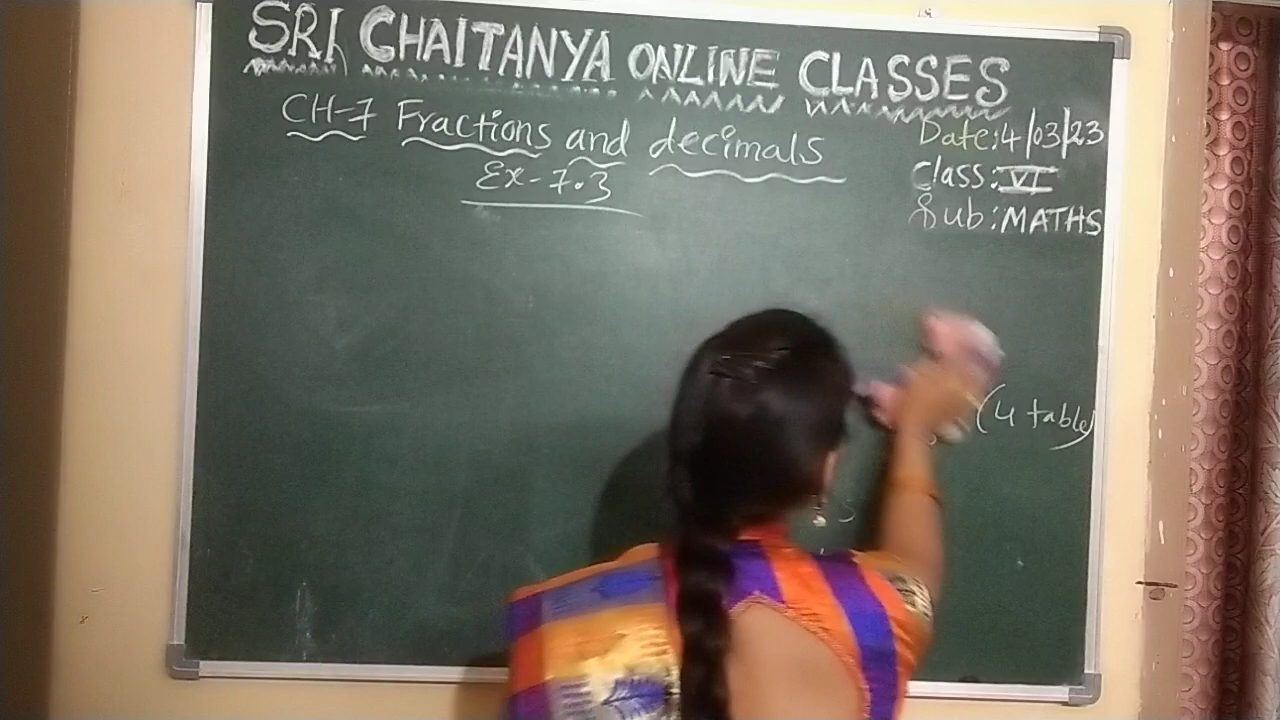 SRI CHAITANYA ONLINE CLASSES
CH-7 Fractions and decimals
Ex-7.3
Date: 4/03/23
Class: VI
Sub: MATHS
(4 table)